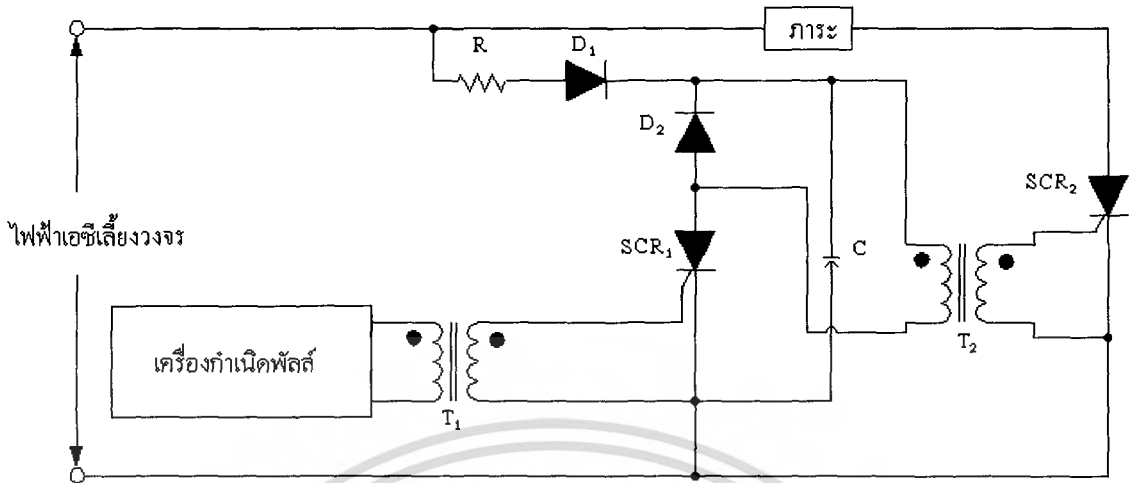 ภาระ
R
D₁
D₂
SCR₂
ไฟฟ้าเอซีเลี้ยงวงจร
SCR₁
C
เครื่องกำเนิดพัลส์
T₁
T₂